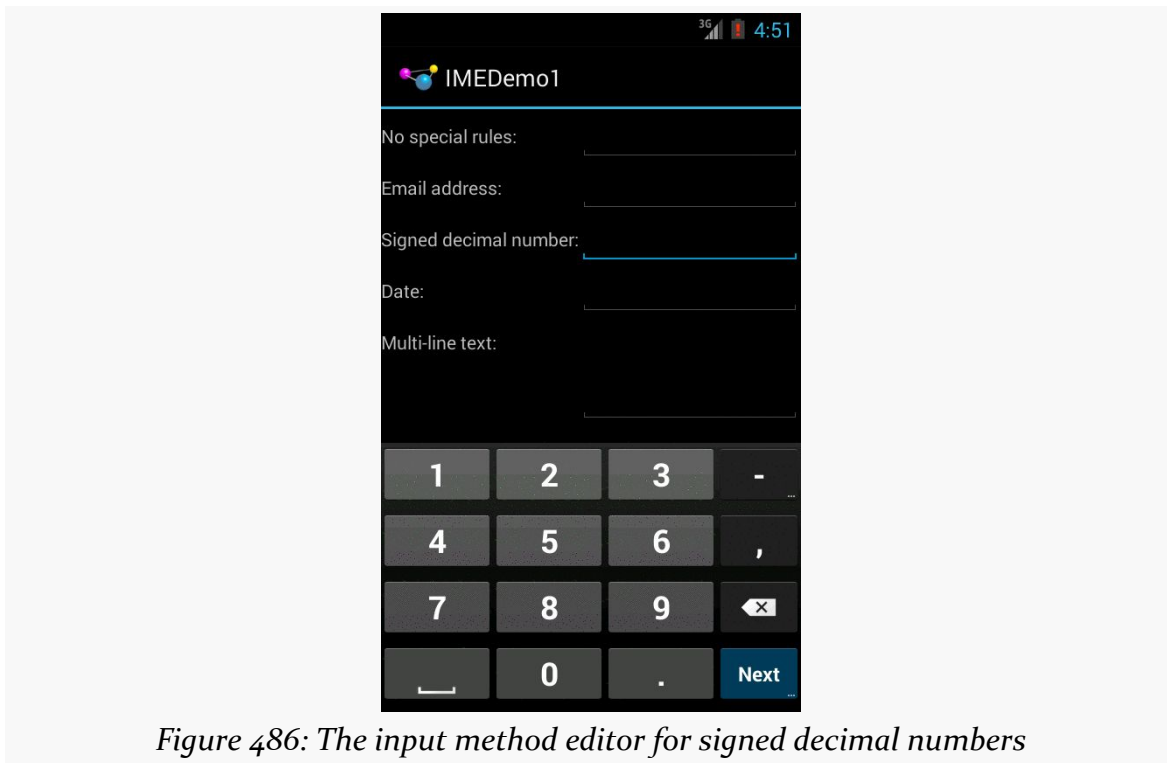 3G 4:51
IMEDemo1
No special rules:
Email address:
Signed decimal number:
Date:
Multi-line text:
1 2 3 -
4 5 6 ,
7 8 9
0 . Next
Figure 486: The input method editor for signed decimal numbers